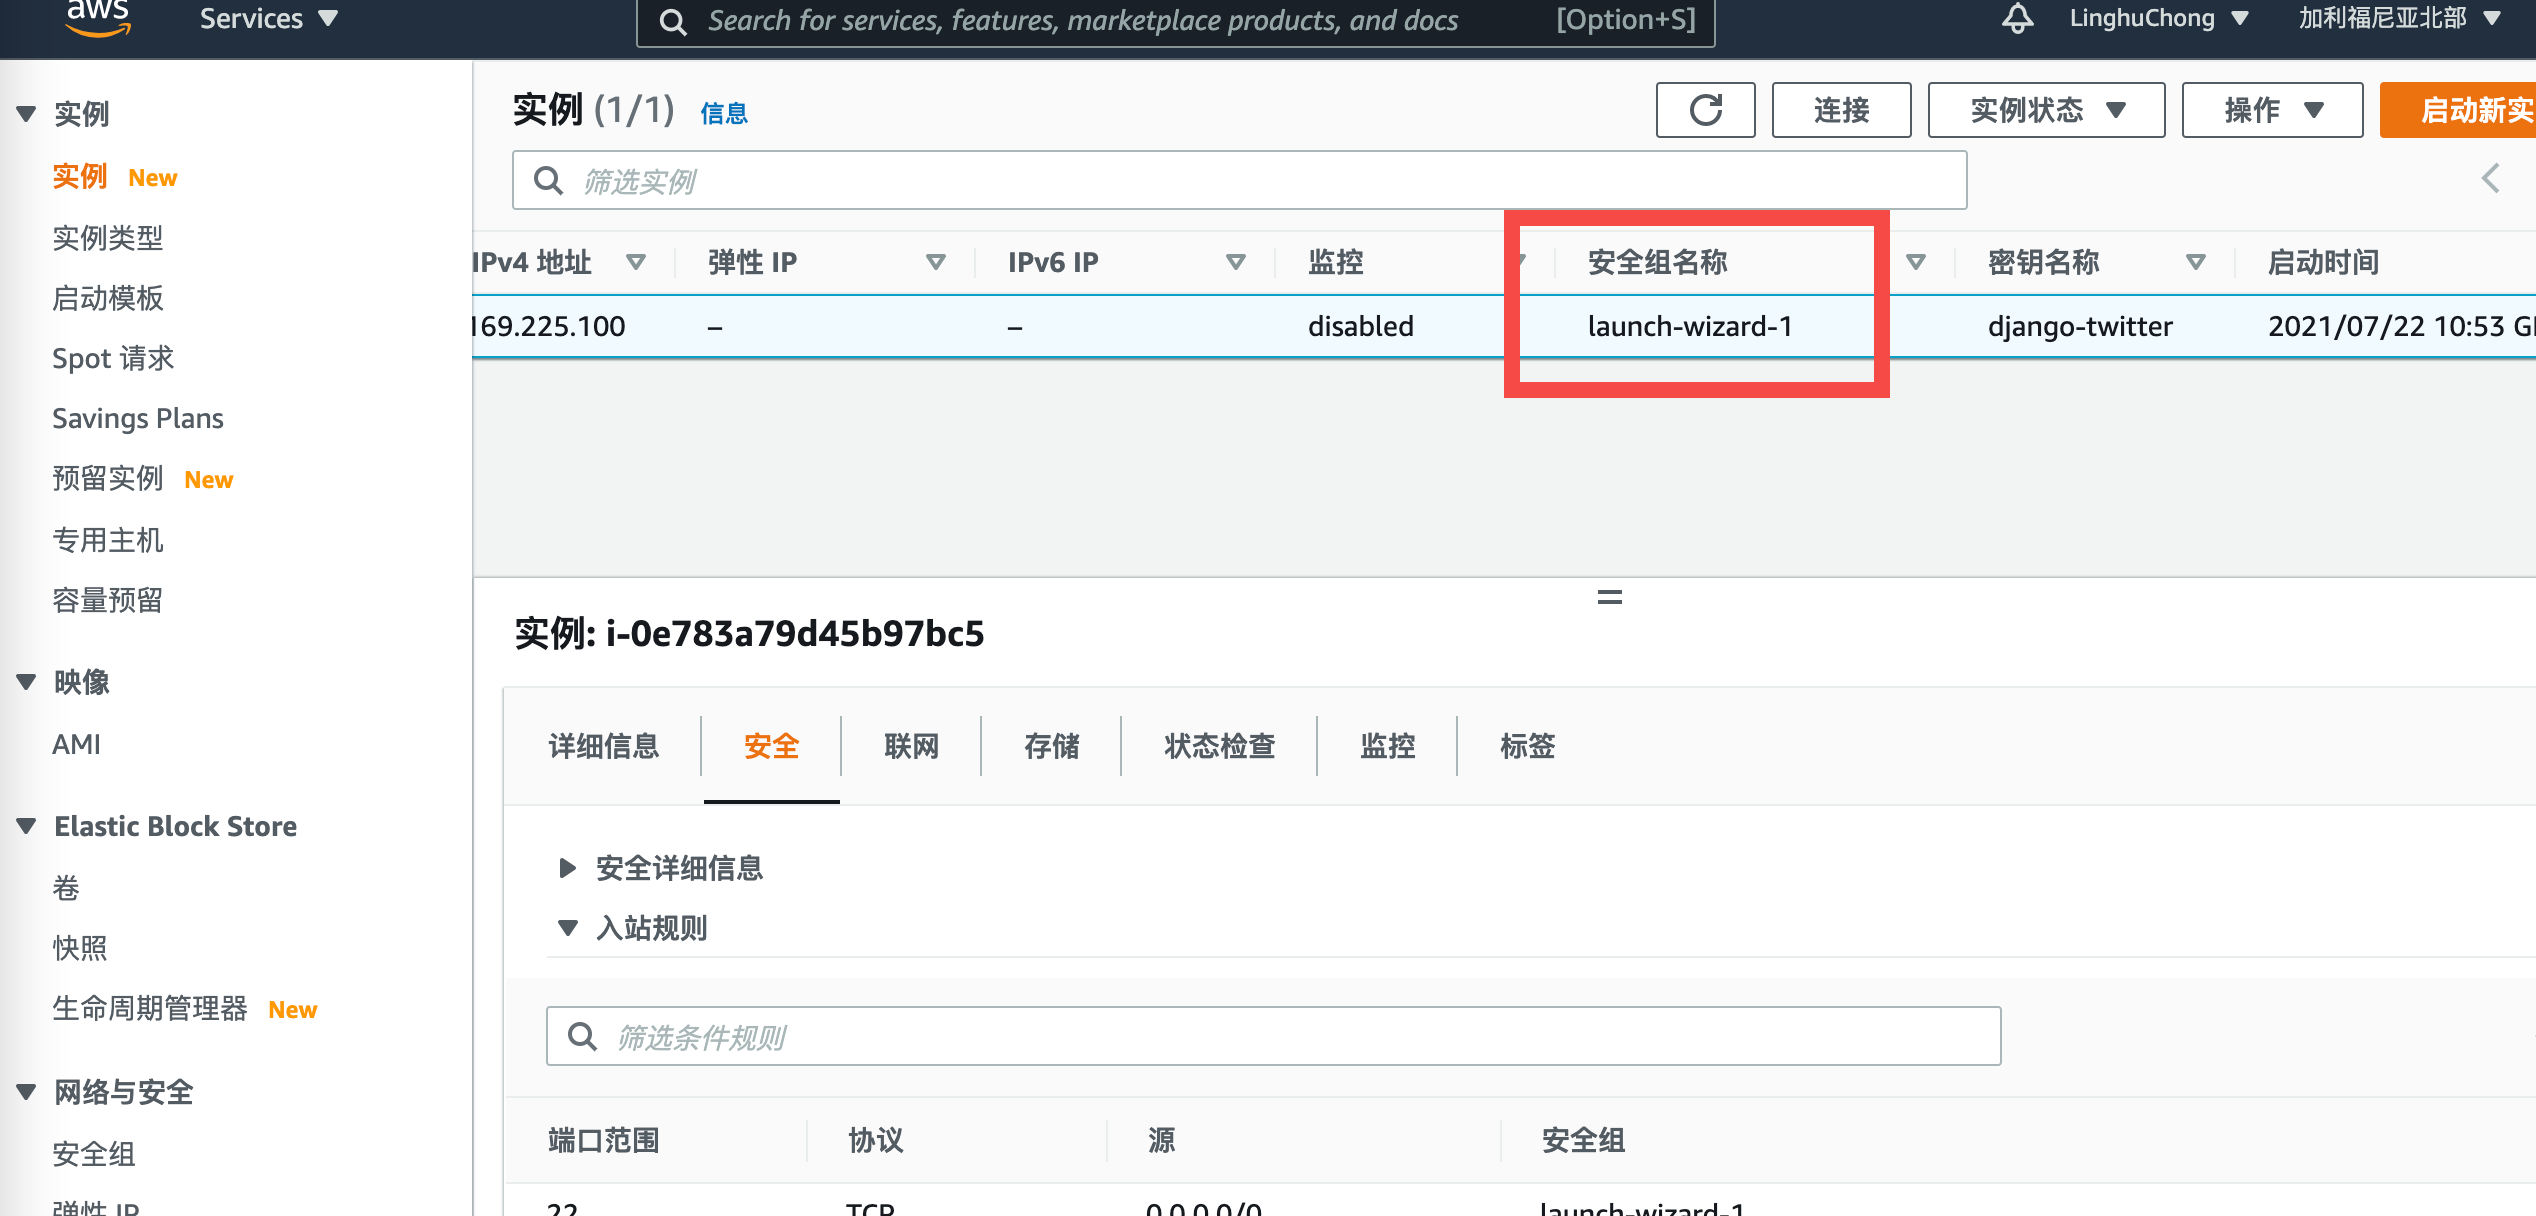 aws
Services
Search for services, features, marketplace products, and docs
[Option+S]
LinghuChong
加利福尼亚北部
实例
实例 New
实例类型
启动模板
Spot 请求
Savings Plans
预留实例 New
专用主机
容量预留
映像
AMI
Elastic Block Store
卷
快照
生命周期管理器 New
网络与安全
安全组
弹性 IP
实例 (1/1) 信息
连接
实例状态
操作
启动新实
筛选实例
IPv4 地址 弹性 IP IPv6 IP 监控 安全组名称 密钥名称 启动时间
169.225.100 – – disabled launch-wizard-1 django-twitter 2021/07/22 10:53 G
实例: i-0e783a79d45b97bc5
详细信息 安全 联网 存储 状态检查 监控 标签
安全详细信息
入站规则
筛选条件规则
端口范围 协议 源 安全组
22 TCP 0.0.0.0/0 launch-wizard-1